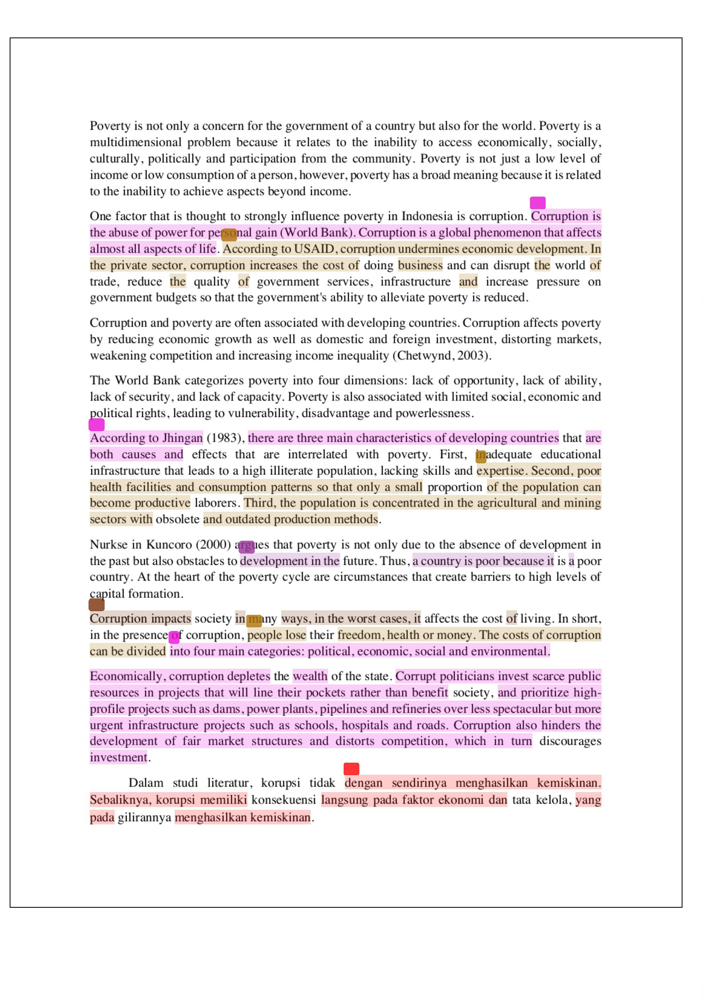 Poverty is not only a concern for the government of a country but also for the world. Poverty is a
multidimensional problem because it relates to the inability to access economically, socially,
culturally, politically and participation from the community. Poverty is not just a low level of
income or low consumption of a person, however, poverty has a broad meaning because it is related
to the inability to achieve aspects beyond income.
One factor that is thought to strongly influence poverty in Indonesia is corruption. Corruption is
the abuse of power for personal gain (World Bank). Corruption is a global phenomenon that affects
almost all aspects of life. According to USAID, corruption undermines economic development. In
the private sector, corruption increases the cost of doing business and can disrupt the world of
trade, reduce the quality of government services, infrastructure and increase pressure on
government budgets so that the government's ability to alleviate poverty is reduced.
Corruption and poverty are often associated with developing countries. Corruption affects poverty
by reducing economic growth as well as domestic and foreign investment, distorting markets,
weakening competition and increasing income inequality (Chetwynd, 2003).
The World Bank categorizes poverty into four dimensions: lack of opportunity, lack of ability,
lack of security, and lack of capacity. Poverty is also associated with limited social, economic and
political rights, leading to vulnerability, disadvantage and powerlessness.
According to Jhingan (1983), there are three main characteristics of developing countries that are
both causes and effects that are interrelated with poverty. First, inadequate educational
infrastructure that leads to a high illiterate population, lacking skills and expertise. Second, poor
health facilities and consumption patterns so that only a small proportion of the population can
become productive laborers. Third, the population is concentrated in the agricultural and mining
sectors with obsolete and outdated production methods.
Nurkse in Kuncoro (2000) argues that poverty is not only due to the absence of development in
the past but also obstacles to development in the future. Thus, a country is poor because it is a poor
country. At the heart of the poverty cycle are circumstances that create barriers to high levels of
capital formation.
Corruption impacts society in many ways, in the worst cases, it affects the cost of living. In short,
in the presence of corruption, people lose their freedom, health or money. The costs of corruption
can be divided into four main categories: political, economic, social and environmental.
Economically, corruption depletes the wealth of the state. Corrupt politicians invest scarce public
resources in projects that will line their pockets rather than benefit society, and prioritize high-
profile projects such as dams, power plants, pipelines and refineries over less spectacular but more
urgent infrastructure projects such as schools, hospitals and roads. Corruption also hinders the
development of fair market structures and distorts competition, which in turn discourages
investment.
Dalam studi literatur, korupsi tidak dengan sendirinya menghasilkan kemiskinan.
Sebaliknya, korupsi memiliki konsekuensi langsung pada faktor ekonomi dan tata kelola, yang
pada gilirannya menghasilkan kemiskinan.